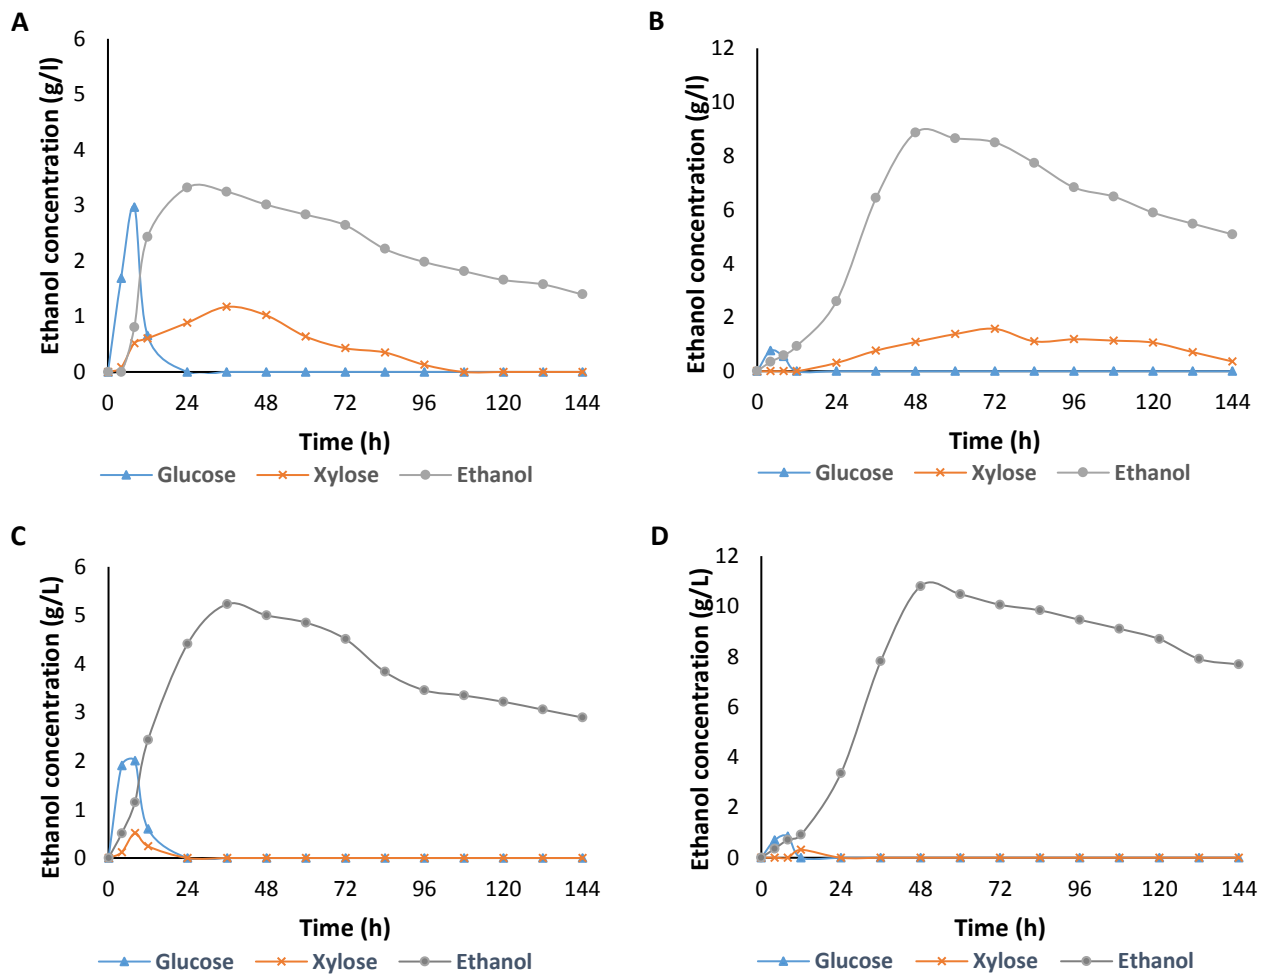 A
Ethanol concentration (g/l)
6
5
4
3
2
1
0
0 24 48 72 96 120 144
Time (h)
Glucose Xylose Ethanol
B
Ethanol concentration (g/l)
12
10
8
6
4
2
0
0 24 48 72 96 120 144
Time (h)
Glucose Xylose Ethanol
C
Ethanol concentration (g/L)
6
5
4
3
2
1
0
0 24 48 72 96 120 144
Time (h)
Glucose Xylose Ethanol
D
Ethanol concentration (g/L)
12
10
8
6
4
2
0
0 24 48 72 96 120 144
Time (h)
Glucose Xylose Ethanol